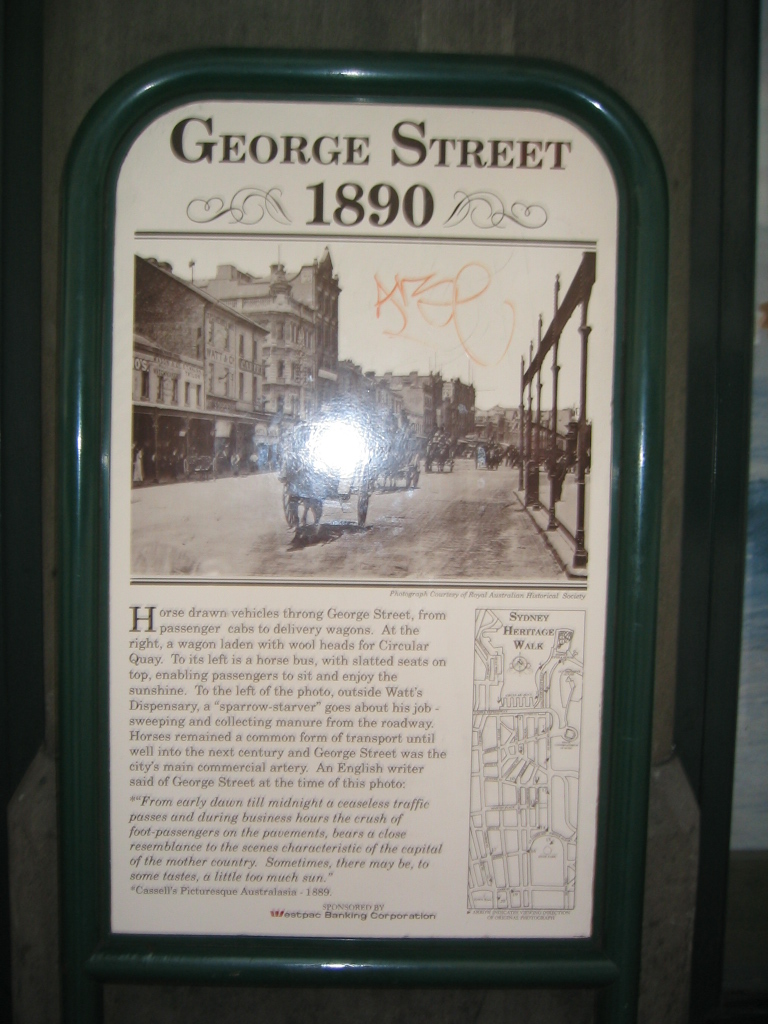 GEORGE STREET
1890
Photograph Courtesy of Royal Australian Historical Society
Horse drawn vehicles throng George Street, from
passenger cabs to delivery wagons. At the
right, a wagon laden with wool heads for Circular
Quay. To its left is a horse bus, with slatted seats on
top, enabling passengers to sit and enjoy the
sunshine. To the left of the photo, outside Watt's
Dispensary, a "sparrow-starver" goes about his job -
sweeping and collecting manure from the roadway.
Horses remained a common form of transport until
well into the next century and George Street was the
city's main commercial artery. An English writer
said of George Street at the time of this photo:
*"From early dawn till midnight a ceaseless traffic
passes and during business hours the crush of
foot-passengers on the pavements, bears a close
resemblance to the scenes characteristic of the capital
of the mother country. Sometimes, there may be, to
some tastes, a little too much sun."
*Cassell's Picturesque Australasia - 1889.
SPONSORED BY
Westpac Banking Corporation
SYDNEY
HERITAGE
WALK
ARROW INDICATES VIEWING DIRECTION
OF ORIGINAL PHOTOGRAPHY